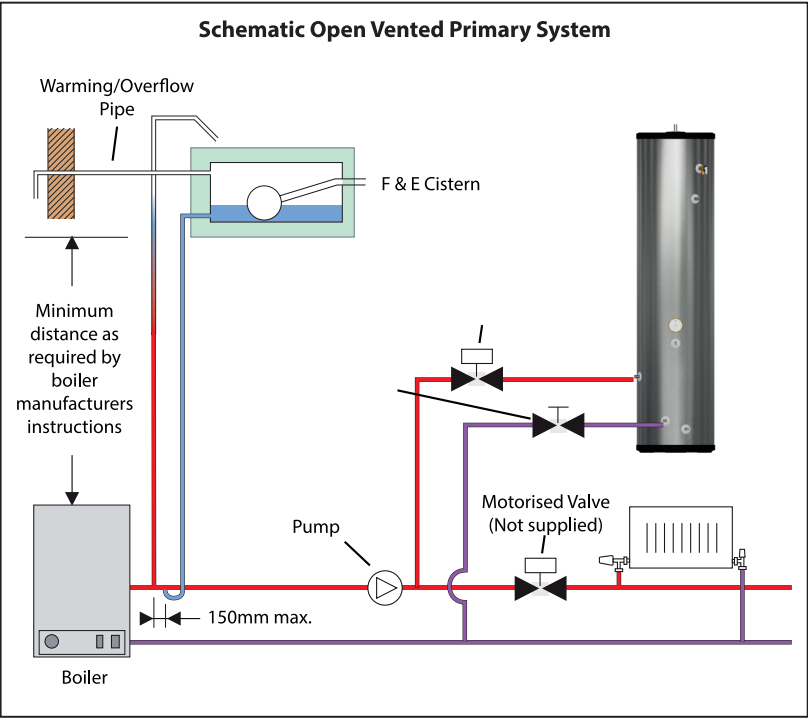 Schematic Open Vented Primary System
Warming/Overflow
Pipe
F & E Cistern
Minimum
distance as
required by
boiler
manufacturers
instructions
Motorised Valve
(Not supplied)
Pump
150mm max.
Boiler